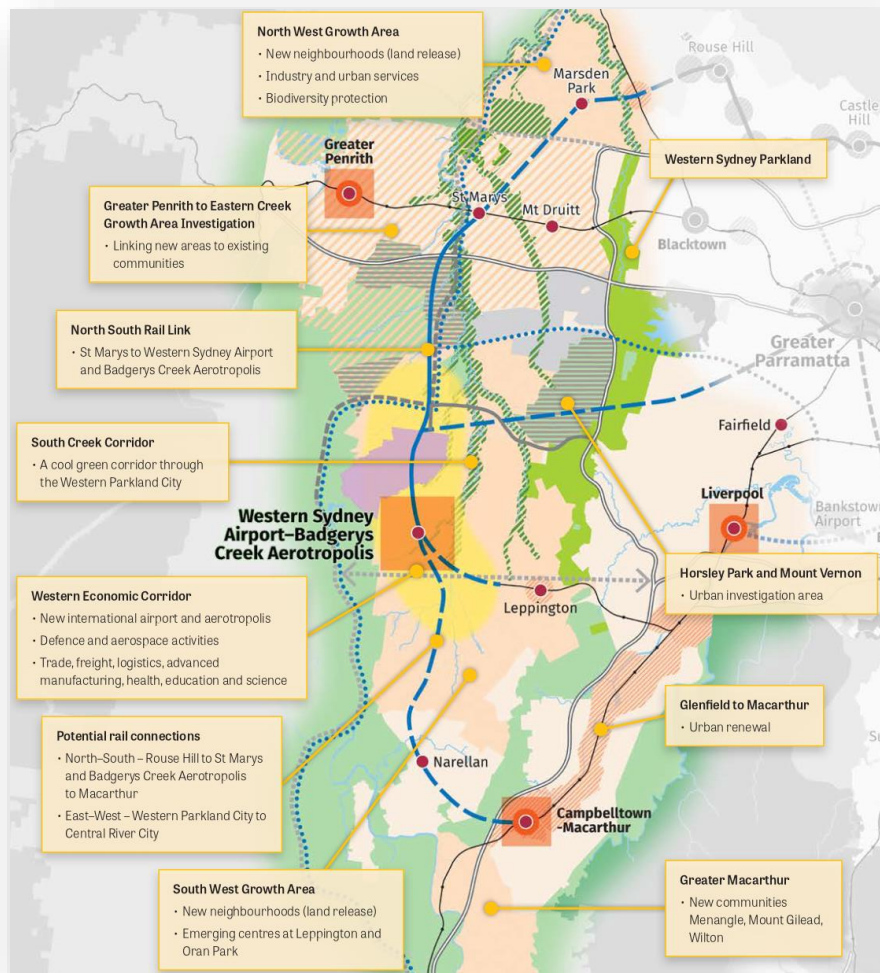 North West Growth Area
• New neighbourhoods (land release)
• Industry and urban services
• Biodiversity protection
Rouse Hill
Marsden
Park
Castle
Hill
Greater
Penrith
Western Sydney Parkland
Greater Penrith to Eastern Creek
Growth Area Investigation
• Linking new areas to existing
communities
St Marys
Mt Druitt
Blacktown
North South Rail Link
• St Marys to Western Sydney Airport
and Badgerys Creek Aerotropolis
Greater
Parramatta
South Creek Corridor
• A cool green corridor through
the Western Parkland City
Fairfield
Liverpool
Bankstown
Airport
Western Sydney
Airport–Badgerys
Creek Aerotropolis
Horsley Park and Mount Vernon
• Urban investigation area
Western Economic Corridor
• New international airport and aerotropolis
• Defence and aerospace activities
• Trade, freight, logistics, advanced
manufacturing, health, education and science
Leppington
Glenfield to Macarthur
• Urban renewal
Potential rail connections
• North–South – Rouse Hill to St Marys
and Badgerys Creek Aerotropolis
to Macarthur
• East–West – Western Parkland City to
Central River City
Narellan
Campbelltown
-Macarthur
South West Growth Area
• New neighbourhoods (land release)
• Emerging centres at Leppington and
Oran Park
Greater Macarthur
• New communities
Menangle, Mount Gilead,
Wilton